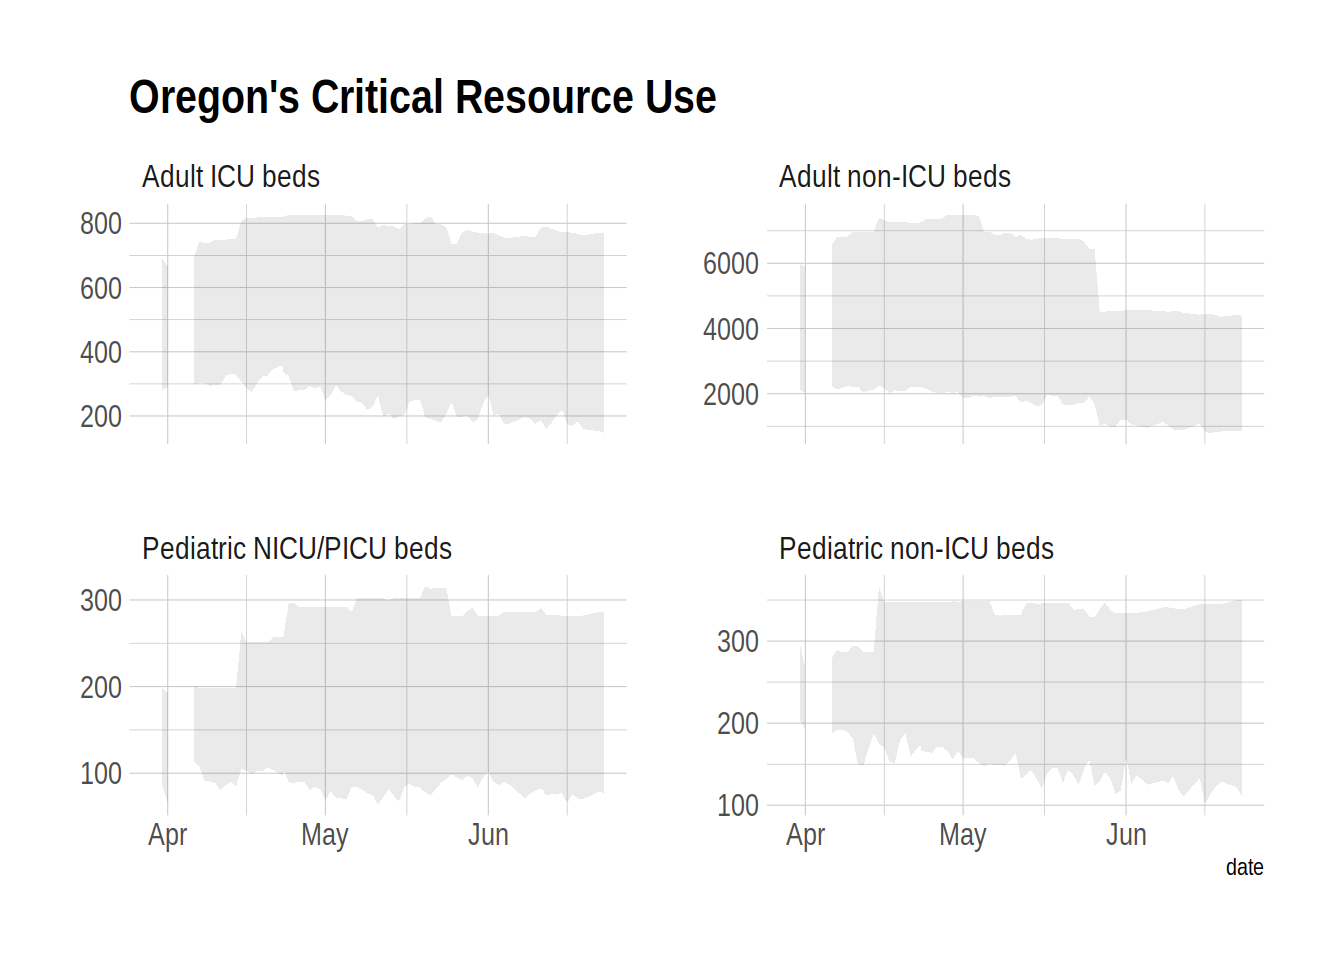 Oregon's Critical Resource Use
Adult ICU beds
800
600
400
200
Adult non-ICU beds
6000
4000
2000
Pediatric NICU/PICU beds
300
200
100
Apr May Jun
Pediatric non-ICU beds
300
200
100
Apr May Jun
date